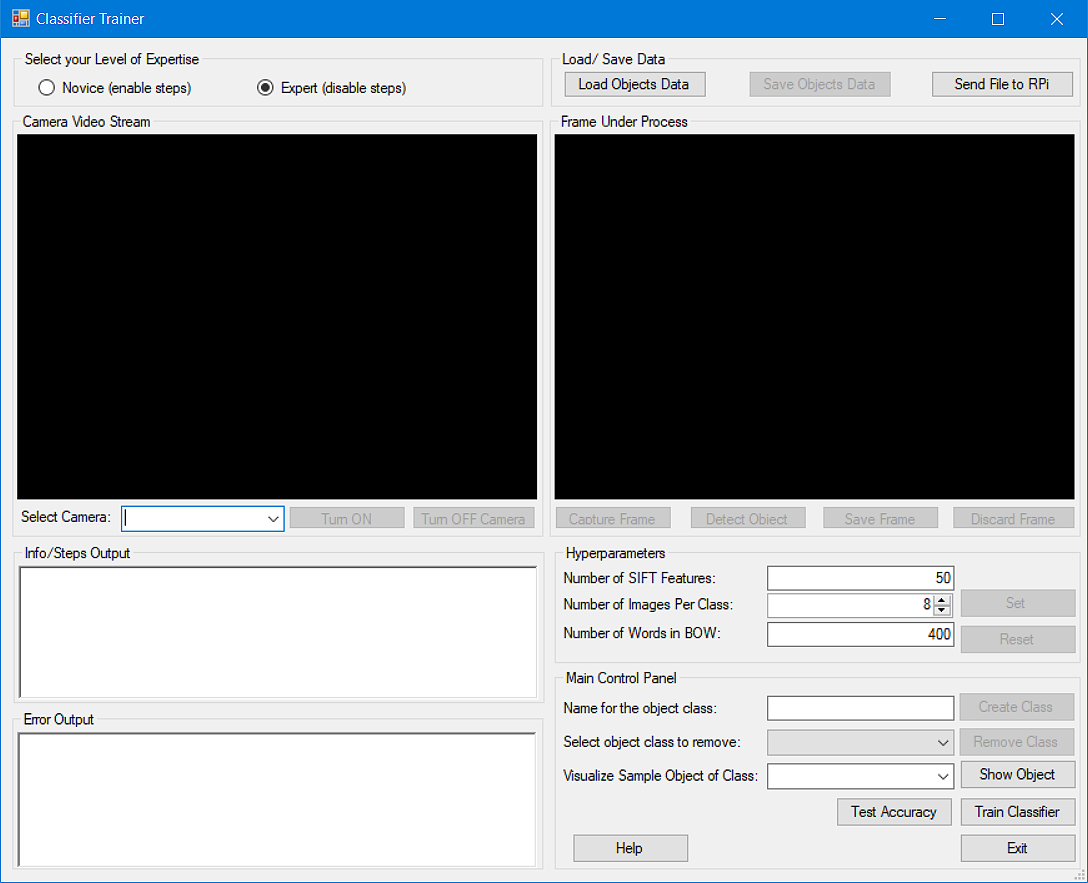 Classifier Trainer
Select your Level of Expertise
Novice (enable steps)
Expert (disable steps)
Load/ Save Data
Load Objects Data
Save Objects Data
Send File to RPi
Camera Video Stream
Frame Under Process
Select Camera:
Turn ON
Turn OFF Camera
Capture Frame
Detect Object
Save Frame
Discard Frame
Info/Steps Output
Error Output
Hyperparameters
Number of SIFT Features: 50
Number of Images Per Class: 8
Set
Number of Words in BOW: 400
Reset
Main Control Panel
Name for the object class:
Create Class
Select object class to remove:
Remove Class
Visualize Sample Object of Class:
Show Object
Test Accuracy
Train Classifier
Help
Exit